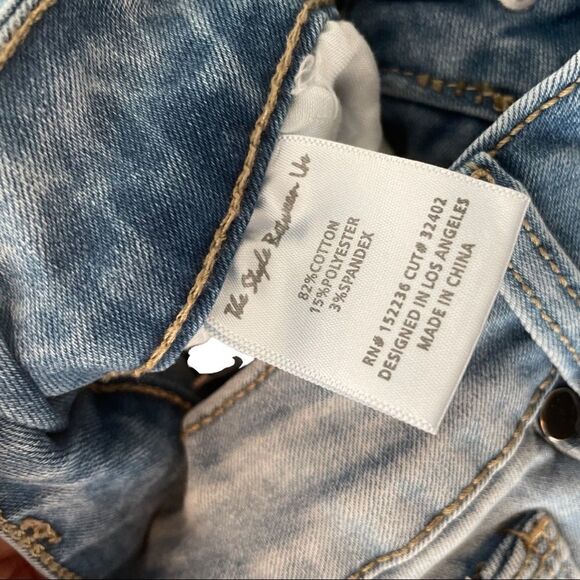 The Style Between Us
82%COTTON
15%POLYESTER
3%SPANDEX
RN# 152236 CUT# 32402
DESIGNED IN LOS ANGELES
MADE IN CHINA